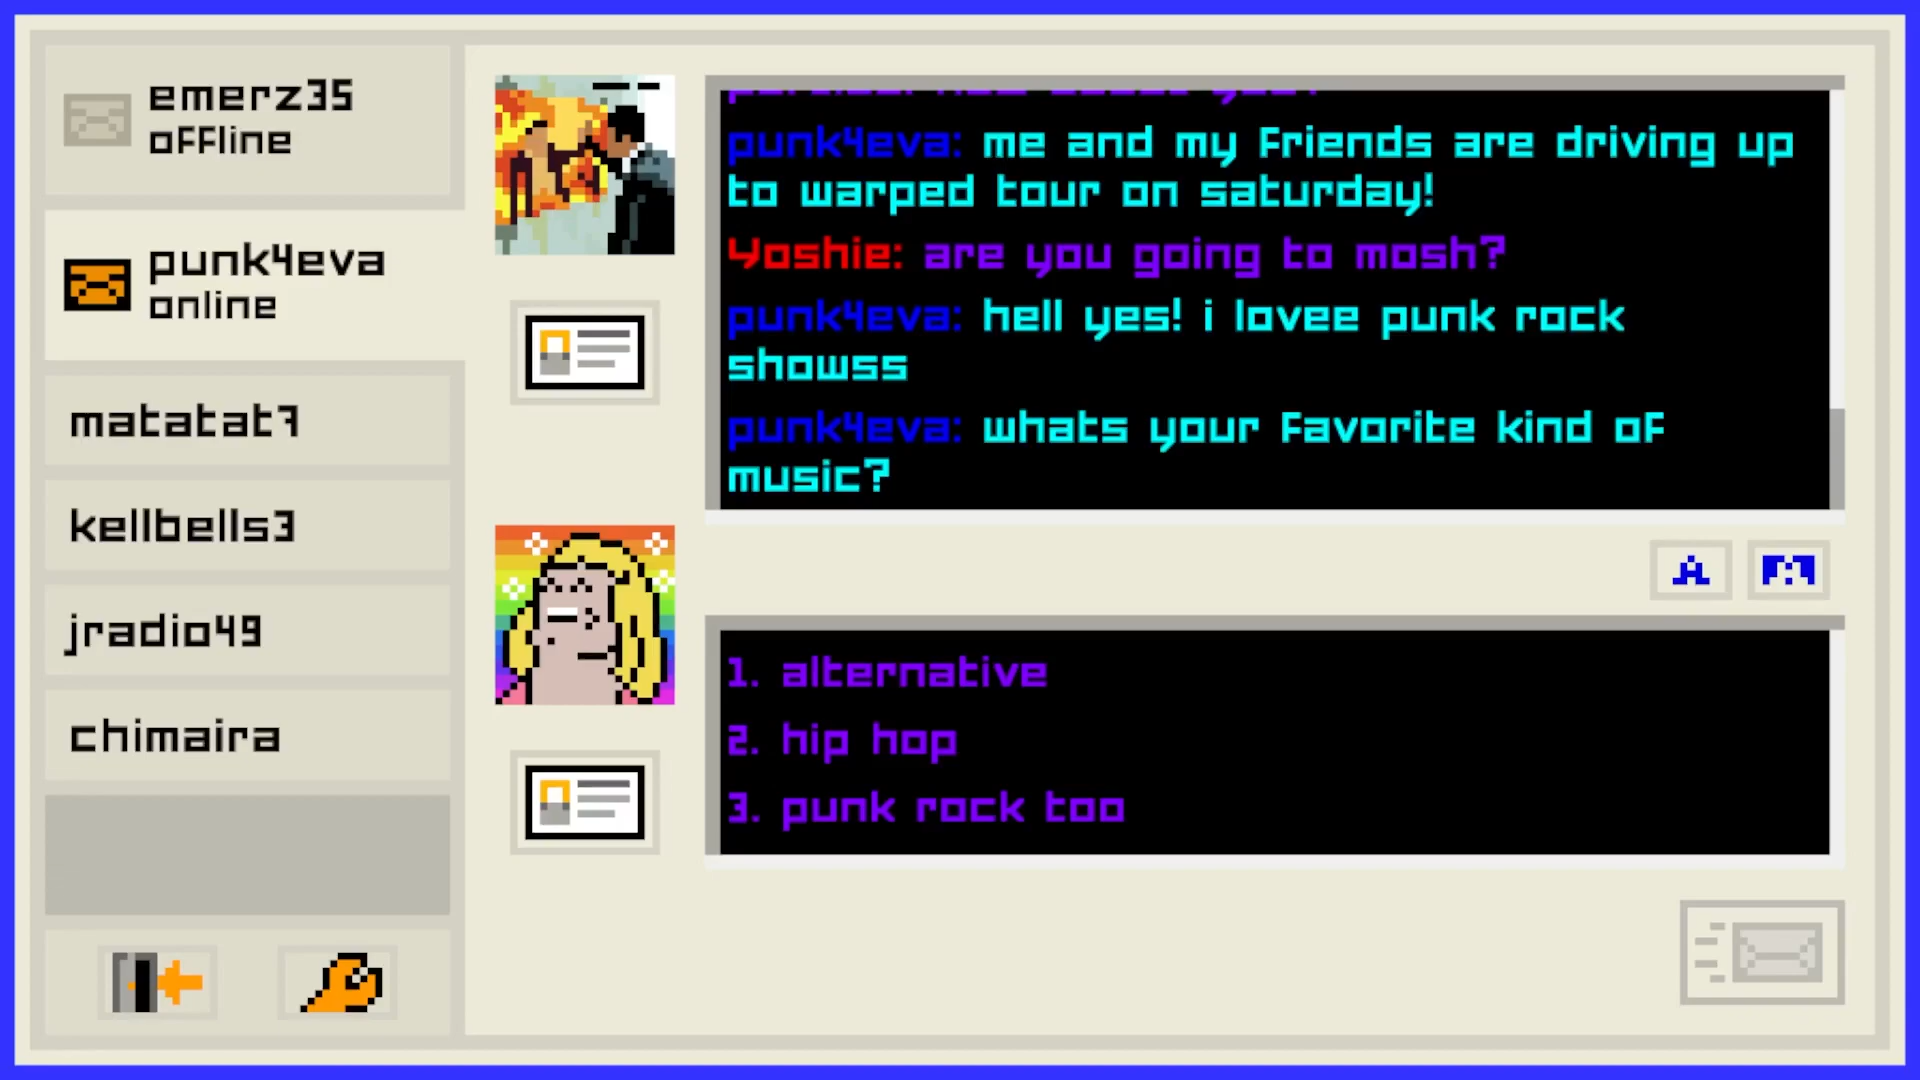 emerz35
offline
punk4eva
online
matatat7
kellbells3
jradio49
chimaira
punk4eva: me and my friends are driving up
to warped tour on saturday!
Yoshie: are you going to mosh?
punk4eva: hell yes! i lovee punk rock
showss
punk4eva: whats your favorite kind of
music?
A
1. alternative
2. hip hop
3. punk rock too